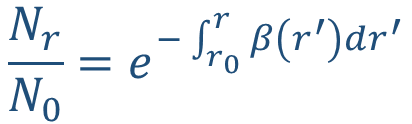 N_r/N_0 = e^{-∫_{r_0}^{r} β(r′)dr′}